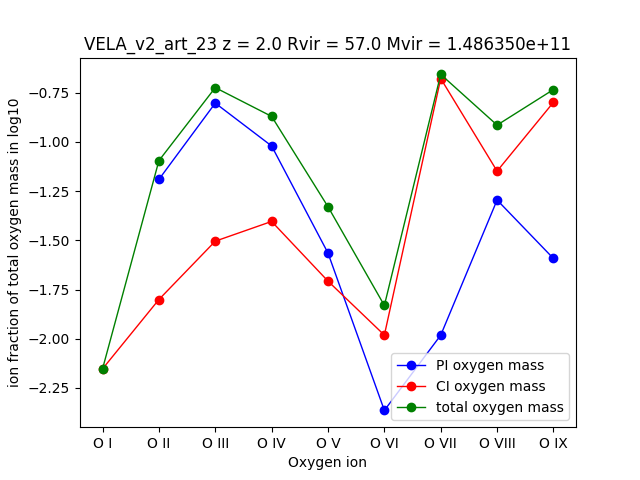 VELA_v2_art_23 z = 2.0 Rvir = 57.0 Mvir = 1.486350e+11
ion fraction of total oxygen mass in log10
−0.75
−1.00
−1.25
−1.50
−1.75
−2.00
−2.25
PI oxygen mass
CI oxygen mass
total oxygen mass
O I O II O III O IV O V O VI O VII O VIII O IX
Oxygen ion